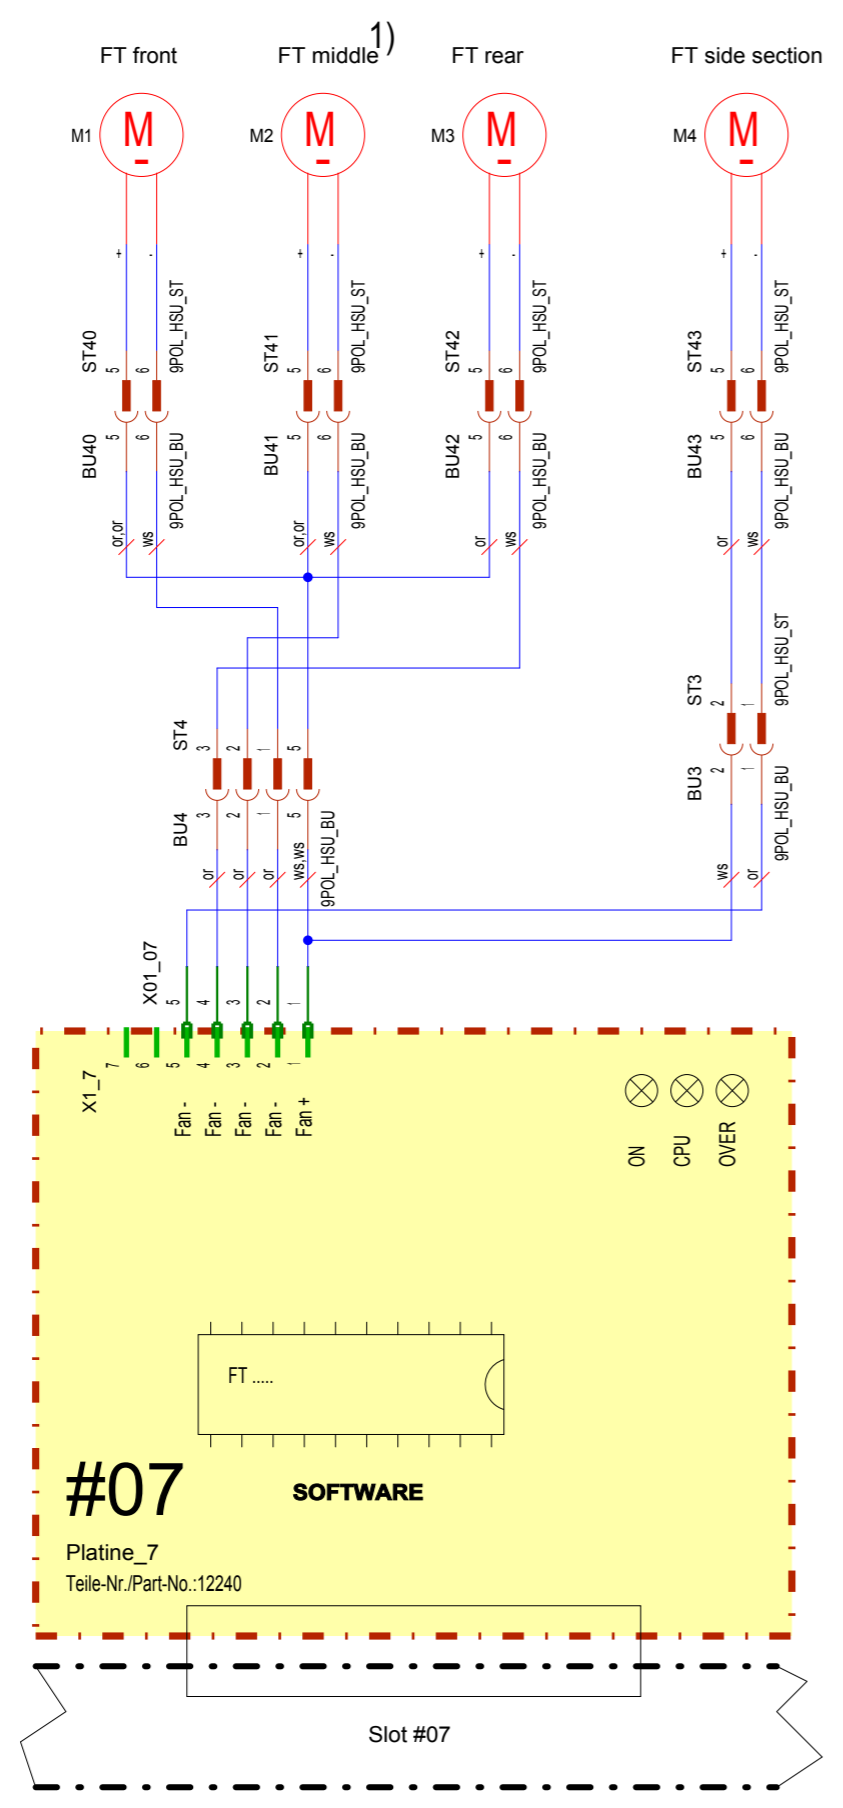 1)
FT front FT middle FT rear FT side section
M1 M M2 M M3 M M4 M
+ - + - + - + -
ST40 5 6 9POL_HSU_ST ST41 5 6 9POL_HSU_ST ST42 5 6 9POL_HSU_ST ST43 5 6 9POL_HSU_ST
BU40 5 6 9POL_HSU_BU BU41 5 6 9POL_HSU_BU BU42 5 6 9POL_HSU_BU BU43 5 6 9POL_HSU_BU
or,or ws or,or ws or ws or ws
ST3 2 1 9POL_HSU_ST
ST4 3 2 1 5
BU3 2 1 9POL_HSU_BU
BU4 3 2 1 5 9POL_HSU_BU
or or or ws,ws ws or
X01_07 5 4 3 2 1
X1_7 7 6 5 4 3 2 1
Fan - Fan - Fan - Fan - Fan +
ON CPU OVER
FT .....
#07 SOFTWARE
Platine_7
Teile-Nr./Part-No.:12240
Slot #07